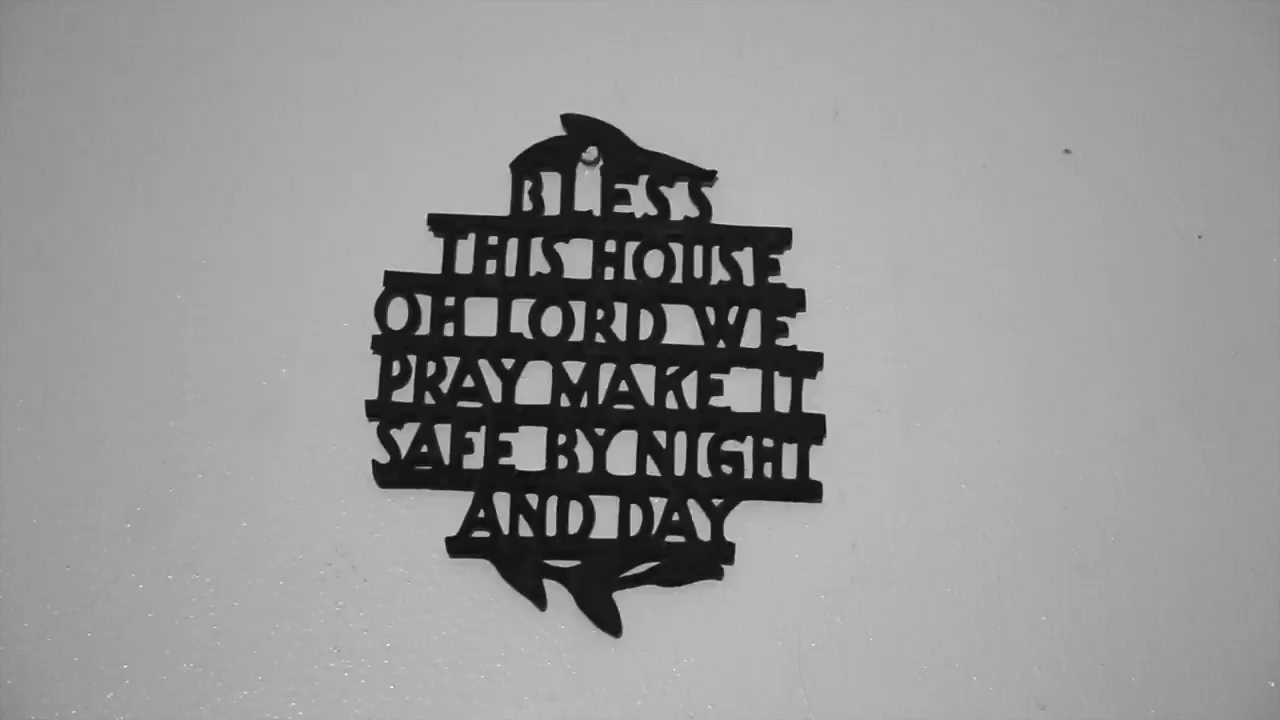 BLESS
THIS HOUSE
OH LORD WE
PRAY MAKE IT
SAFE BY NIGHT
AND DAY